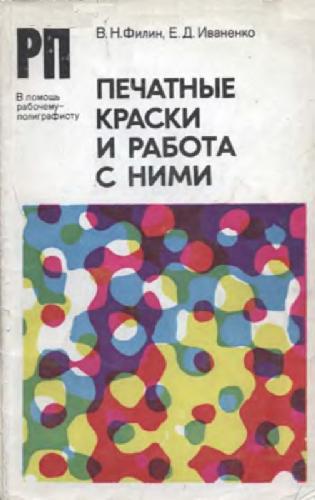 РП
В помощь
рабочему-
полиграфисту
В. Н. Филин, Е. Д. Иваненко
ПЕЧАТНЫЕ
КРАСКИ
И РАБОТА
С НИМИ